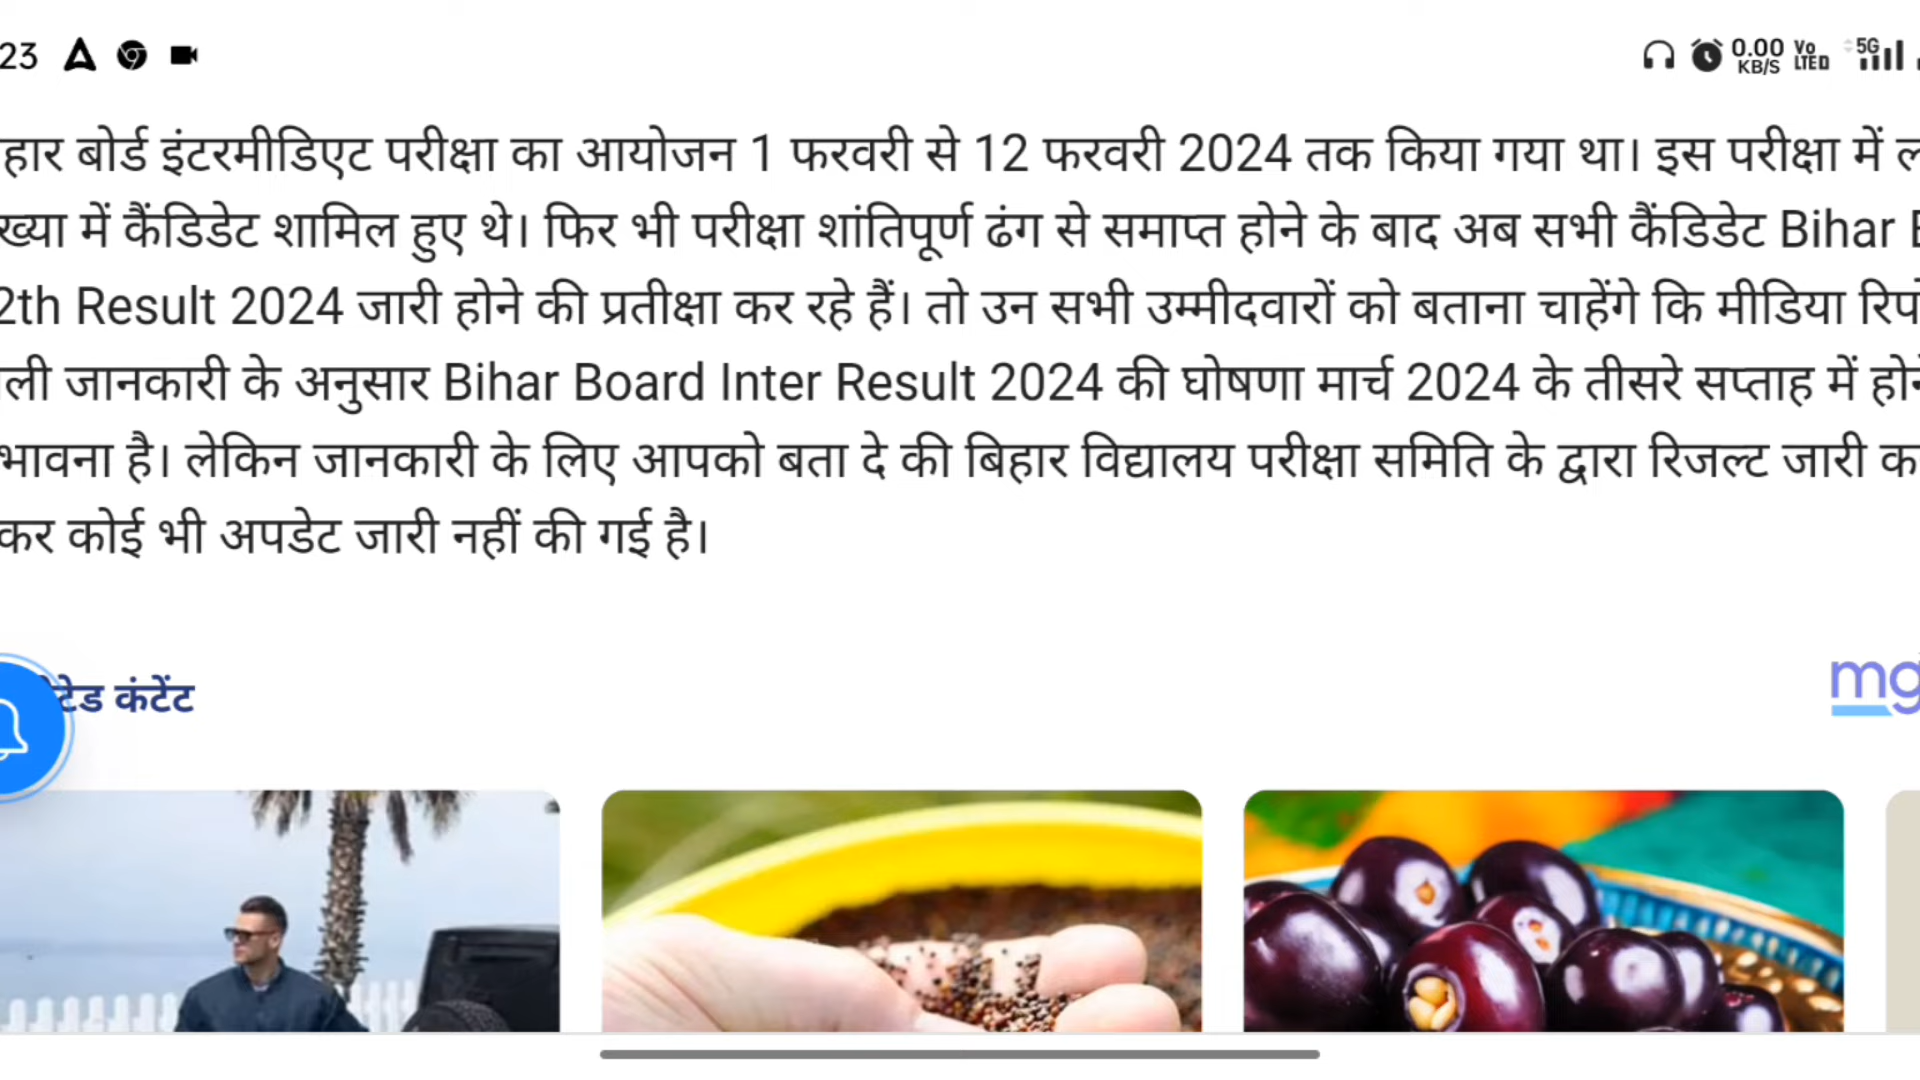 23 0.00 KB/S Vo LTE 5G
हार बोर्ड इंटरमीडिएट परीक्षा का आयोजन 1 फरवरी से 12 फरवरी 2024 तक किया गया था। इस परीक्षा में ल
ख्या में कैंडिडेट शामिल हुए थे। फिर भी परीक्षा शांतिपूर्ण ढंग से समाप्त होने के बाद अब सभी कैंडिडेट Bihar
2th Result 2024 जारी होने की प्रतीक्षा कर रहे हैं। तो उन सभी उम्मीदवारों को बताना चाहेंगे कि मीडिया रिपो
ली जानकारी के अनुसार Bihar Board Inter Result 2024 की घोषणा मार्च 2024 के तीसरे सप्ताह में होने
भावना है। लेकिन जानकारी के लिए आपको बता दे की बिहार विद्यालय परीक्षा समिति के द्वारा रिजल्ट जारी क
कर कोई भी अपडेट जारी नहीं की गई है।
टेड कंटेंट mg